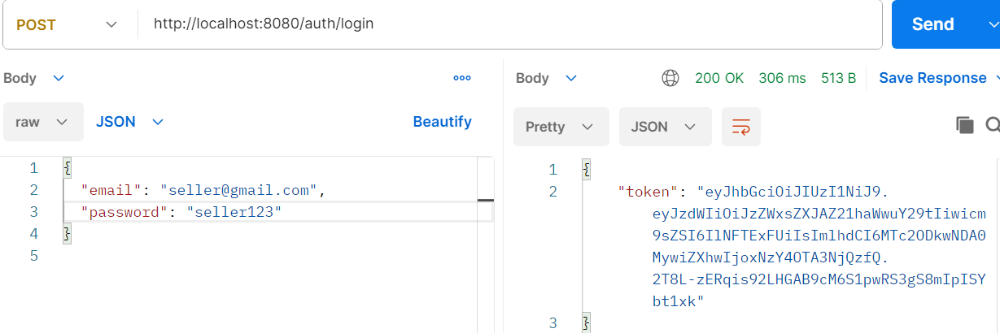 POST
http://localhost:8080/auth/login
Send
Body
Body
200 OK 306 ms 513 B Save Response
raw JSON Beautify
Pretty JSON
1 {
2 "email": "seller@gmail.com",
3 "password": "seller123"
4 }
5
1 {
2 "token": "eyJhbGciOiJIUzI1NiJ9.
eyJzdWIiOiJzZWxsZXJAZ21haWwuY29tIiwicm
9sZSI6IlNFTExFUiIsImlhdCI6MTc2ODkwNDA0
MywiZXhwIjoxNzY4OTA3NjQzfQ.
2T8L-zERqis92LHGAB9cM6S1pwRS3gS8mIpISY
bt1xk"
3 }